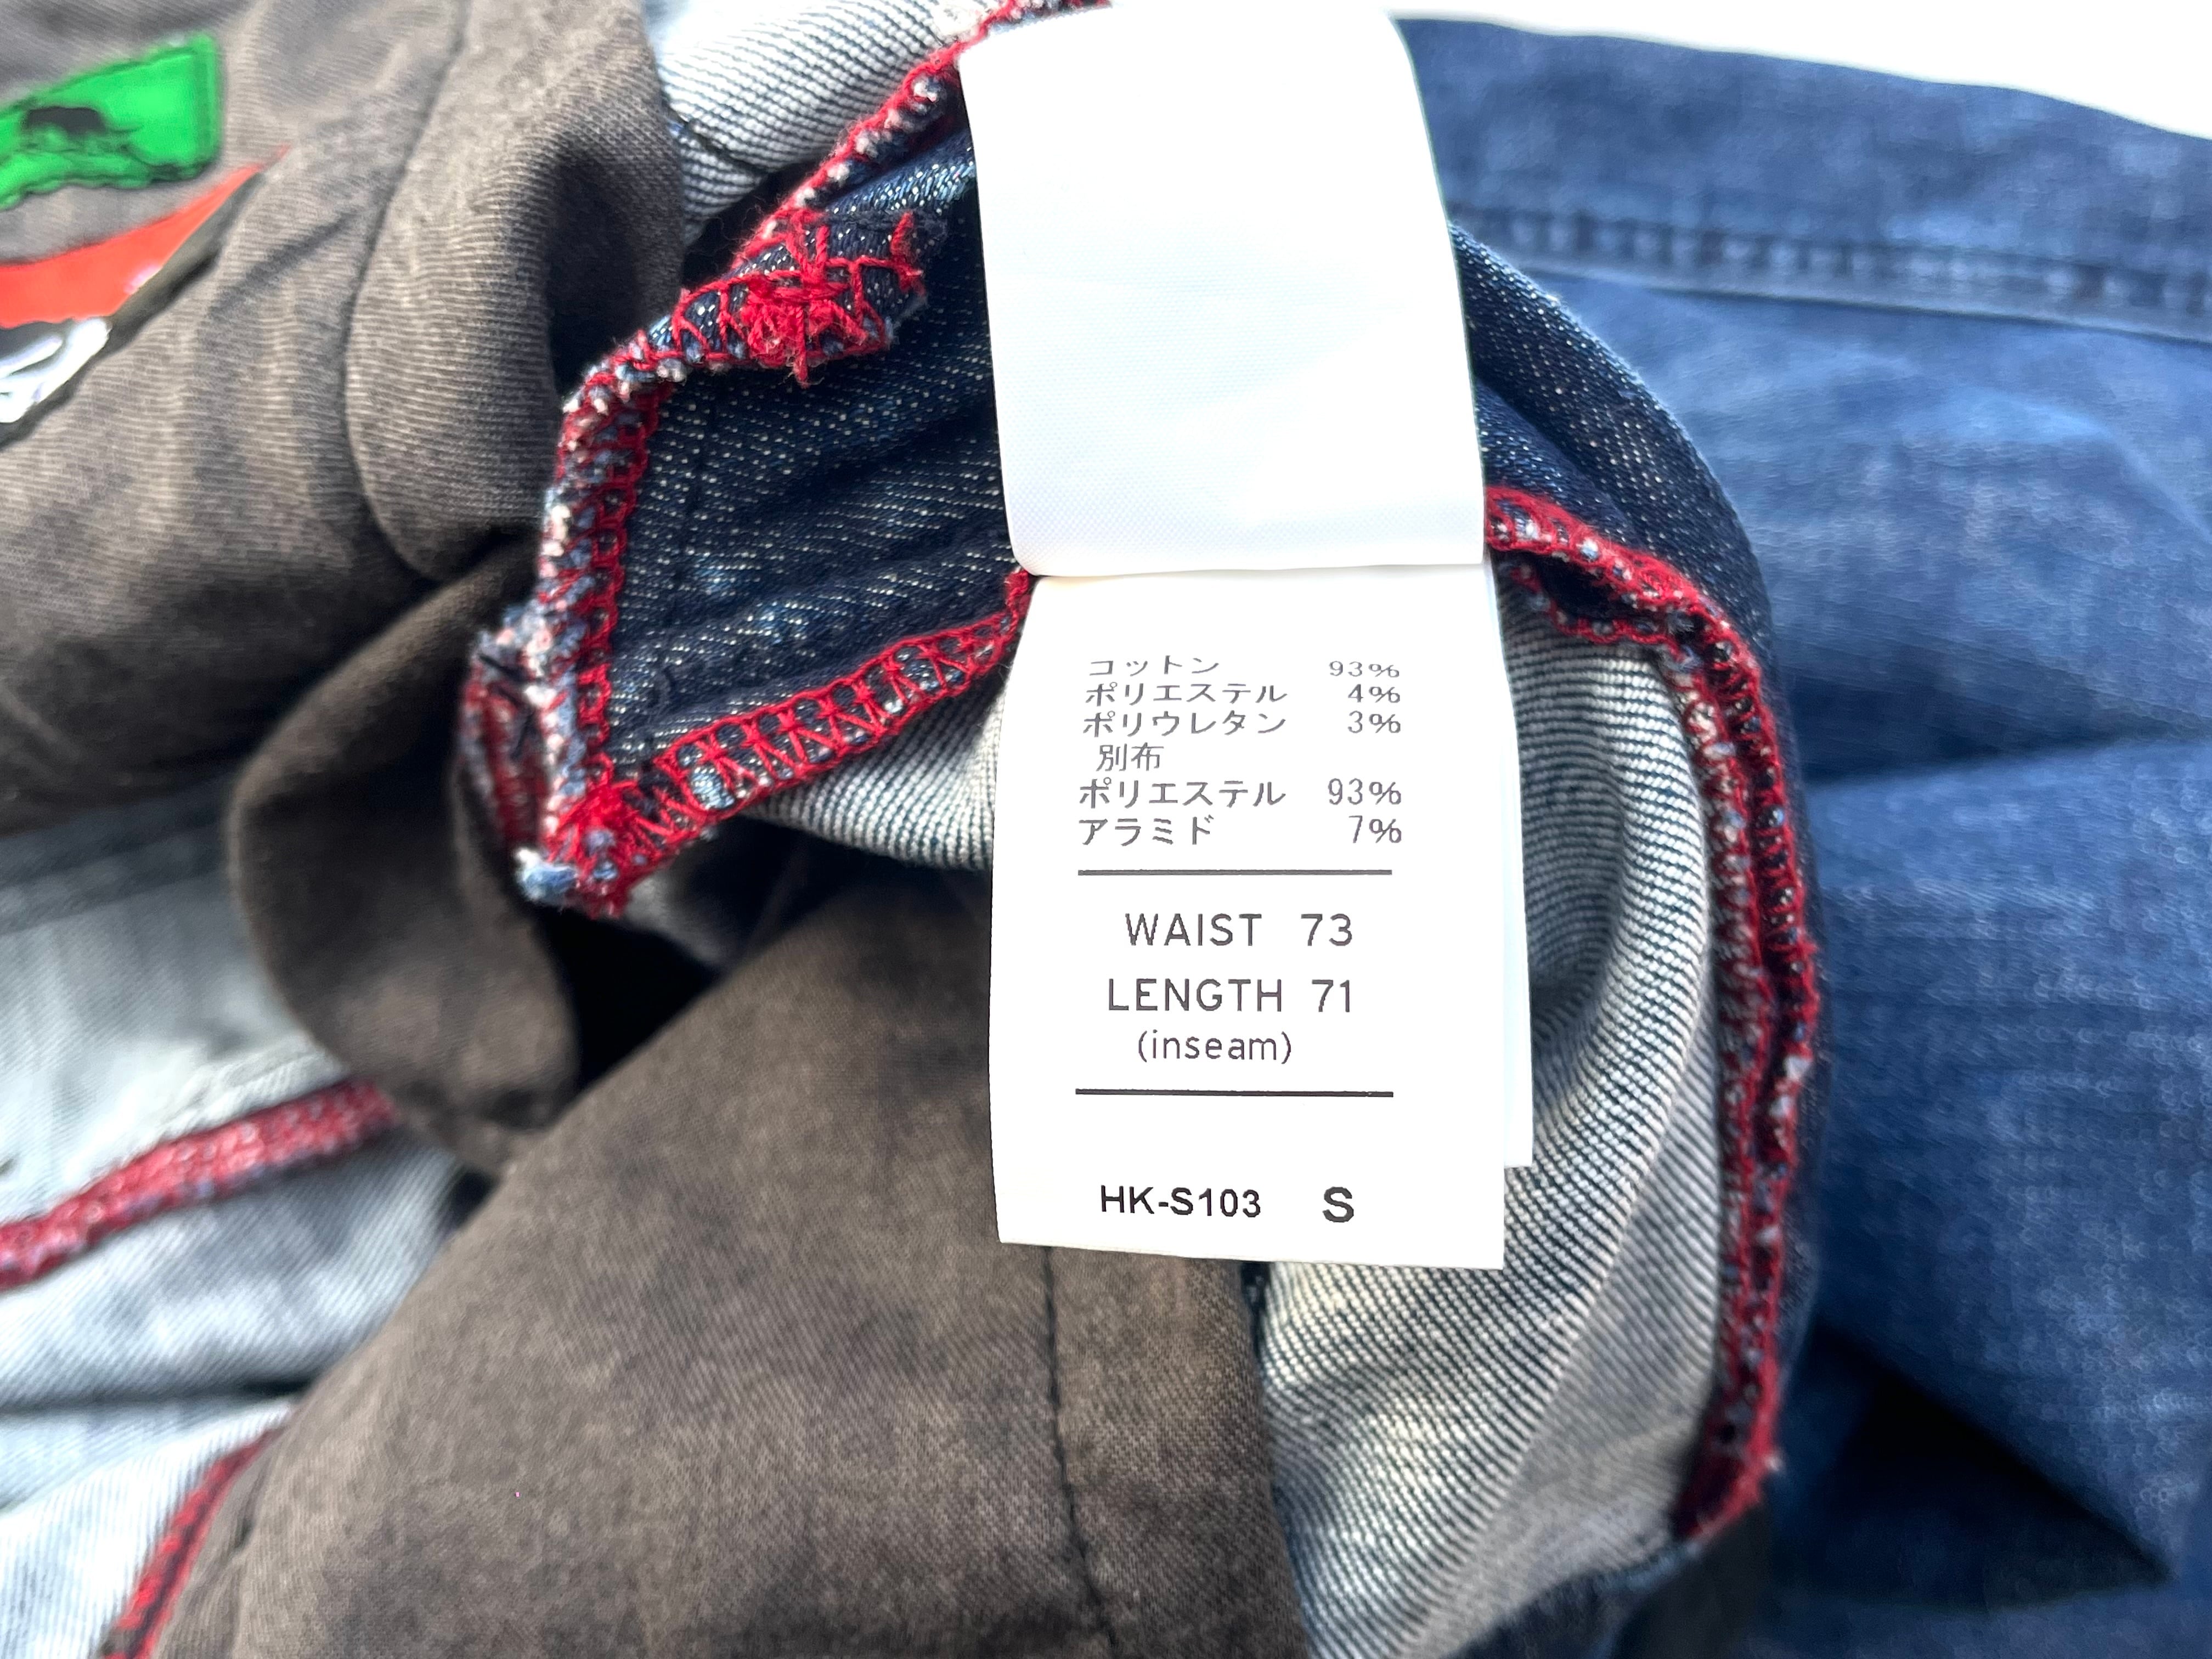 コットン 93%
ポリエステル 4%
ポリウレタン 3%
別布
ポリエステル 93%
アラミド 7%
WAIST 73
LENGTH 71
(inseam)
HK-S103 S